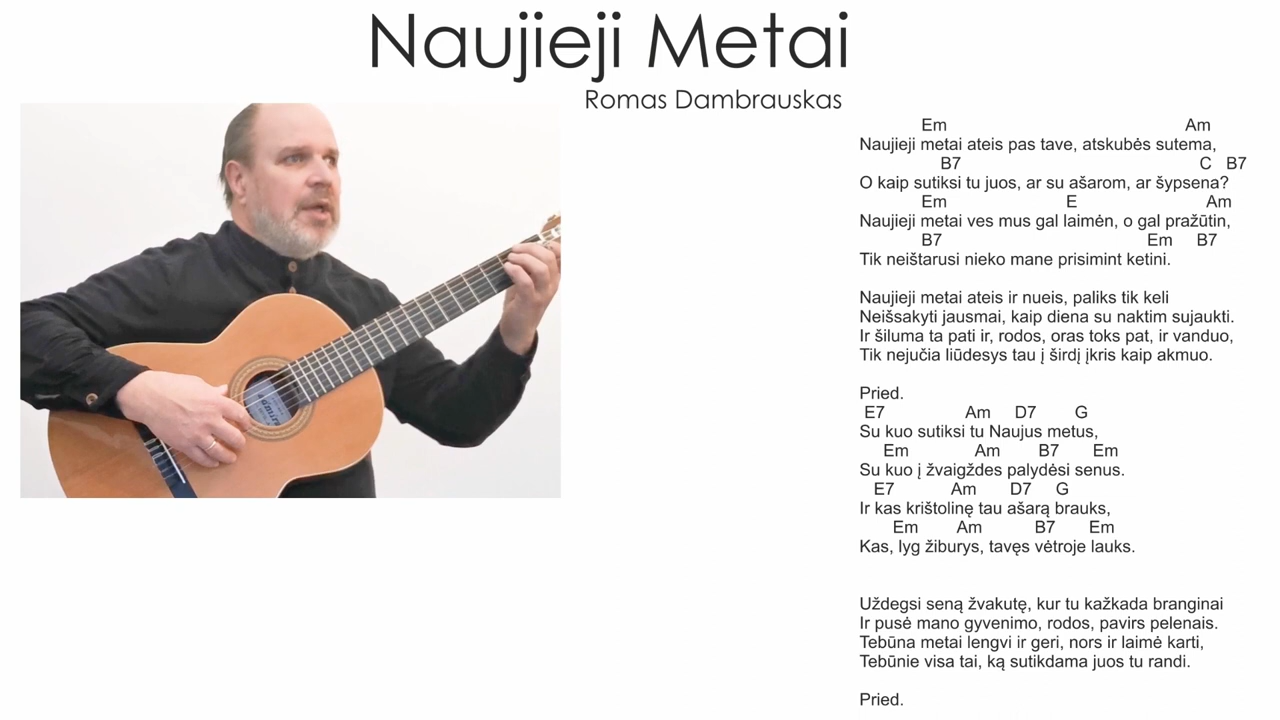 Naujieji Metai
Romas Dambrauskas
Em Am
Naujieji metai ateis pas tave, atskubės sutema,
B7 C B7
O kaip sutiksi tu juos, ar su ašarom, ar šypsena?
Em E Am
Naujieji metai ves mus gal laimėn, o gal pražūtin,
B7 Em B7
Tik neištarusi nieko mane prisimint ketini.
Naujieji metai ateis ir nueis, paliks tik keli
Neišsakyti jausmai, kaip diena su naktim sujaukti.
Ir šiluma ta pati ir, rodos, oras toks pat, ir vanduo,
Tik nejučia liūdesys tau į širdį įkris kaip akmuo.
Pried.
E7 Am D7 G
Su kuo sutiksi tu Naujus metus,
Em Am B7 Em
Su kuo į žvaigždes palydėsi senus.
E7 Am D7 G
Ir kas krištolinę tau ašarą brauks,
Em Am B7 Em
Kas, lyg žiburys, tavęs vėtroje lauks.
Uždegsi seną žvakutę, kur tu kažkada branginai
Ir pusė mano gyvenimo, rodos, pavirs pelenais.
Tebūna metai lengvi ir geri, nors ir laimė karti,
Tebūnie visa tai, ką sutikdama juos tu randi.
Pried.